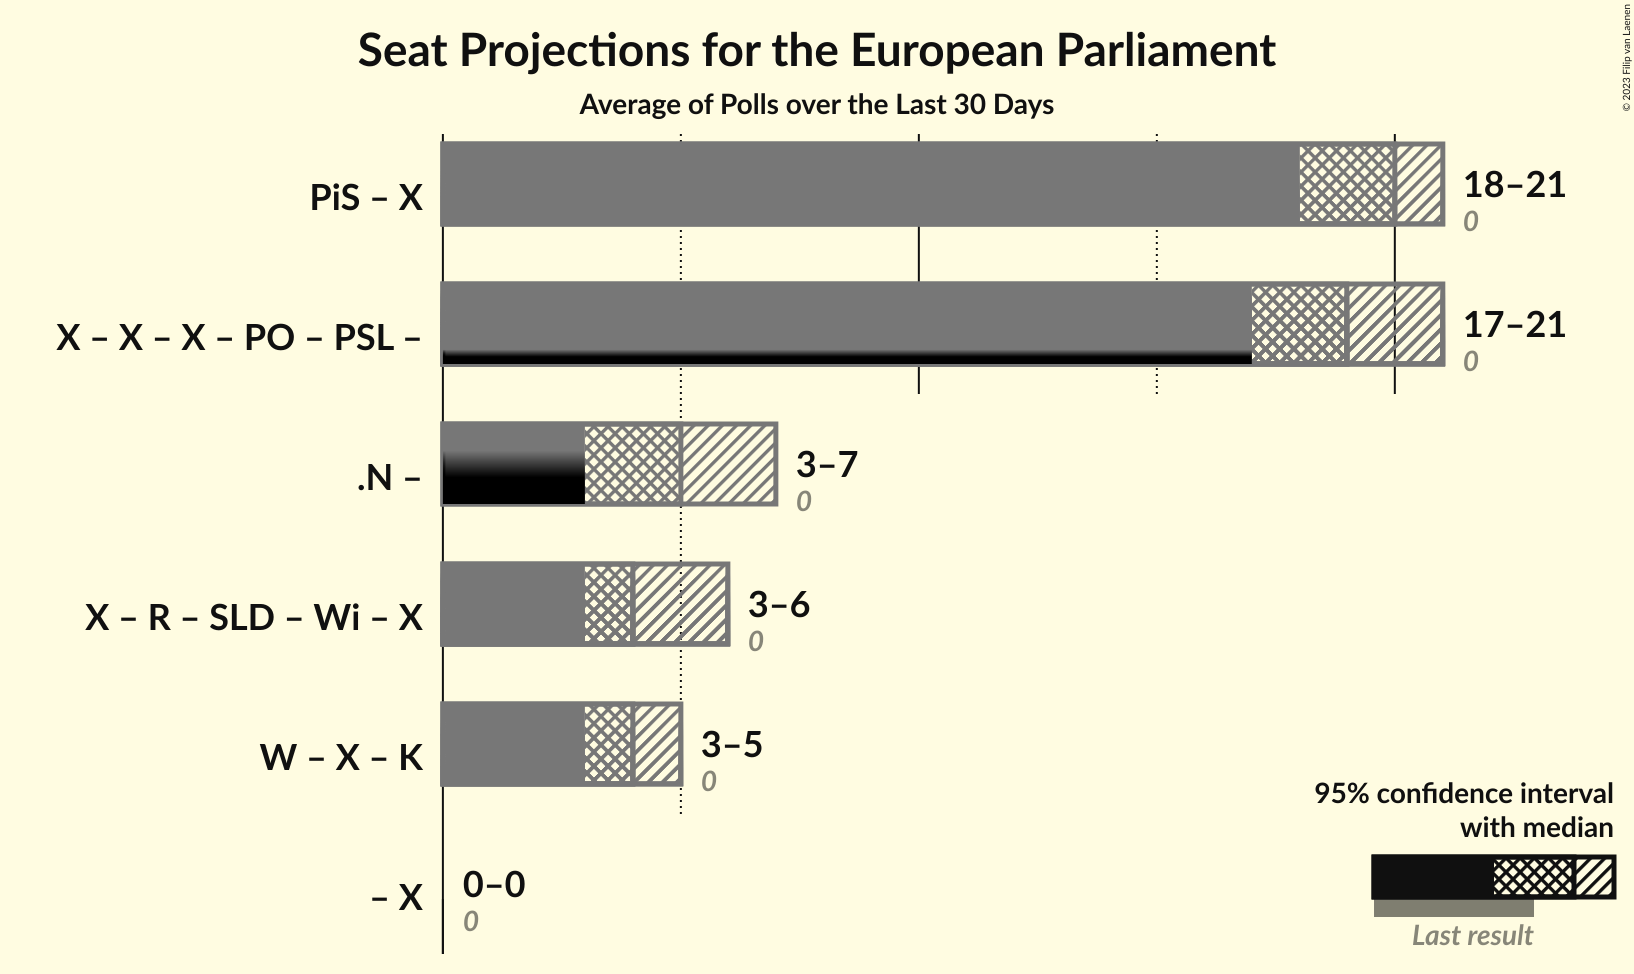 Seat Projections for the European Parliament
Average of Polls over the Last 30 Days
© 2023 Filip van Laenen
PiS – X
18–21
0
X – X – X – PO – PSL –
17–21
0
.N –
3–7
0
X – R – SLD – Wi – X
3–6
0
W – X – K
3–5
0
– X
0–0
0
95% confidence interval
with median
Last result